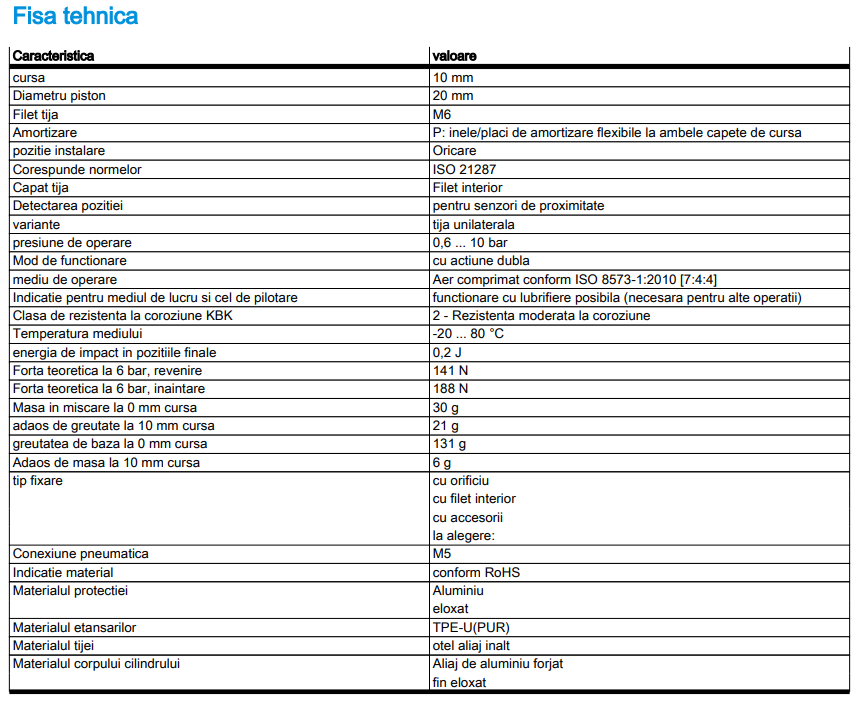 Fisa tehnica
Caracteristica valoare
cursa 10 mm
Diametru piston 20 mm
Filet tija M6
Amortizare P: inele/placi de amortizare flexibile la ambele capete de cursa
pozitie instalare Oricare
Corespunde normelor ISO 21287
Capat tija Filet interior
Detectarea pozitiei pentru senzori de proximitate
variante tija unilaterala
presiune de operare 0,6 ... 10 bar
Mod de functionare cu actiune dubla
mediu de operare Aer comprimat conform ISO 8573-1:2010 [7:4:4]
Indicatie pentru mediul de lucru si cel de pilotare functionare cu lubrifiere posibila (necesara pentru alte operatii)
Clasa de rezistenta la coroziune KBK 2 - Rezistenta moderata la coroziune
Temperatura mediului -20 ... 80 °C
energia de impact in pozitiile finale 0,2 J
Forta teoretica la 6 bar, revenire 141 N
Forta teoretica la 6 bar, inaintare 188 N
Masa in miscare la 0 mm cursa 30 g
adaos de greutate la 10 mm cursa 21 g
greutatea de baza la 0 mm cursa 131 g
Adaos de masa la 10 mm cursa 6 g
tip fixare cu orificiu
cu filet interior
cu accesorii
la alegere:
Conexiune pneumatica M5
Indicatie material conform RoHS
Materialul protectiei Aluminiu
eloxat
Materialul etansarilor TPE-U(PUR)
Materialul tijei otel aliaj inalt
Materialul corpului cilindrului Aliaj de aluminiu forjat
fin eloxat